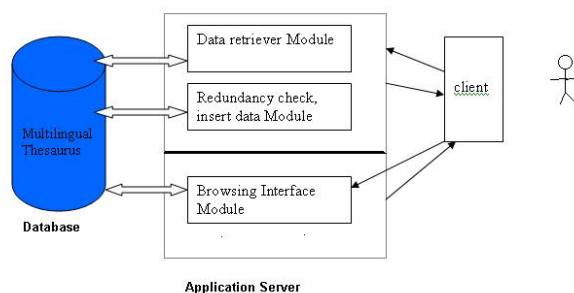 Data retriever Module
Redundancy check,
insert data Module
client
Multilingual
Thesaurus
Browsing Interface
Module
Database
Application Server